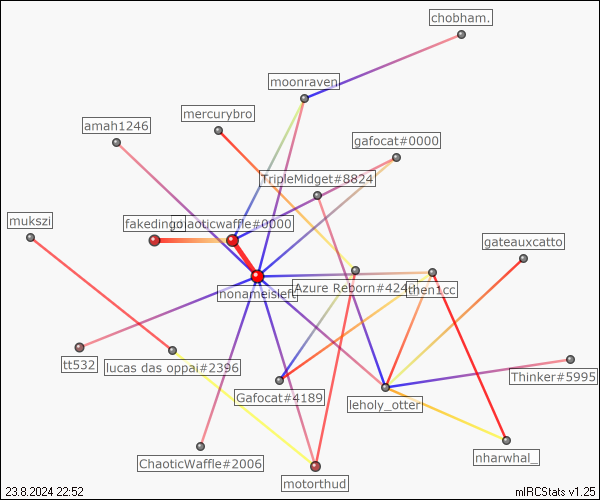 chobham.
moonraven
mercurybro
amah1246
gafocat#0000
TripleMidget#8824
mukszi
fakedingo
chaoticwaffle#0000
gateauxcatto
nonameisleft
Azure Reborn#4242
then1cc
tt532
lucas das oppai#2396
Thinker#5995
Gafocat#4189
leholy_otter
ChaoticWaffle#2006
nharwhal_
motorthud
23.8.2024 22:52
mIRCStats v1.25